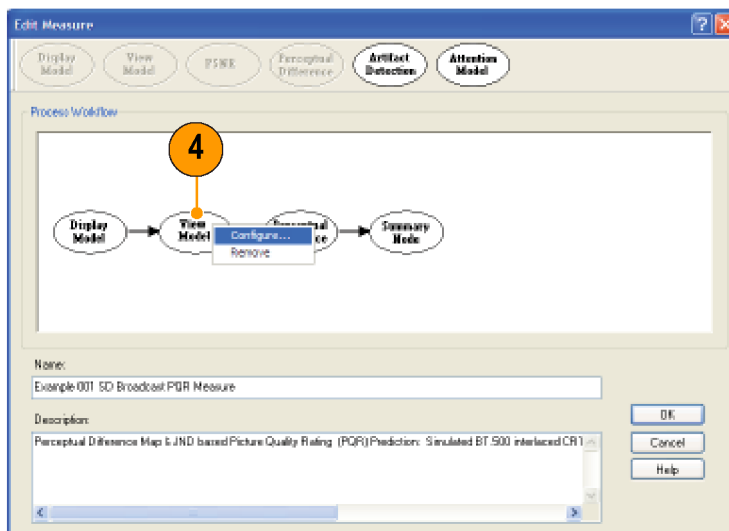 Edit Measure
Display Model
View Model
PSNR
Perceptual Difference
Artifact Detection
Attention Model
Process Workflow
4
Display Model
View Model
Configure...
Remove
Summary Node
Name:
Example 001 SD Broadcast PQR Measure
Description:
Perceptual Difference Map & JND based Picture Quality Rating (PQR) Prediction: Simulated BT.500 interlaced CRT
OK
Cancel
Help